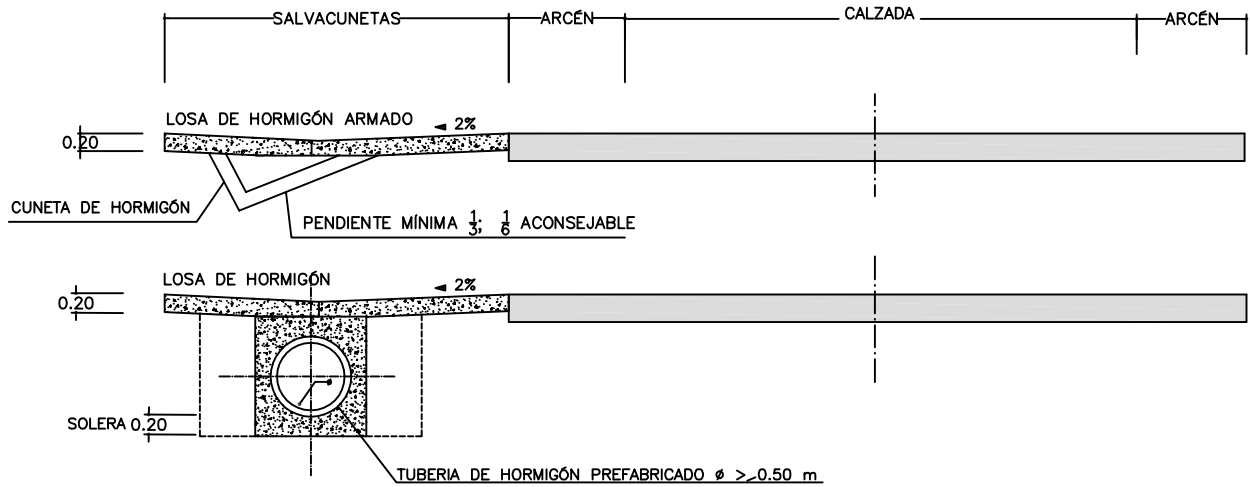 SALVACUNETAS ARCÉN CALZADA ARCÉN
LOSA DE HORMIGÓN ARMADO
2%
0.20
CUNETA DE HORMIGÓN
PENDIENTE MÍNIMA 1/3; 1/6 ACONSEJABLE
LOSA DE HORMIGÓN
2%
0.20
SOLERA 0.20
TUBERIA DE HORMIGÓN PREFABRICADO ø > 0.50 m